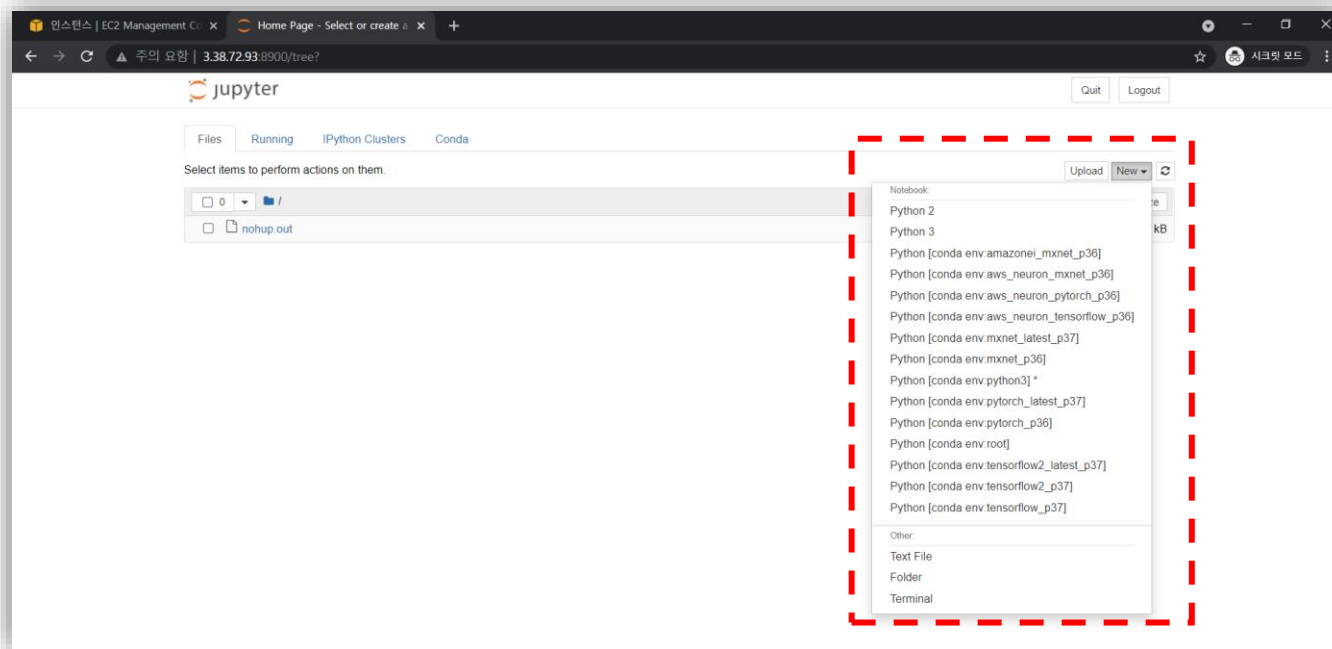 인스턴스 | EC2 Management Co
Home Page - Select or create a
주의 요함 | 3.38.72.93:8900/tree?
시크릿 모드
jupyter
Quit
Logout
Files
Running
IPython Clusters
Conda
Select items to perform actions on them.
Upload
New
0
/
nohup.out
kB
Notebook:
Python 2
Python 3
Python [conda env:amazonei_mxnet_p36]
Python [conda env:aws_neuron_mxnet_p36]
Python [conda env:aws_neuron_pytorch_p36]
Python [conda env:aws_neuron_tensorflow_p36]
Python [conda env:mxnet_latest_p37]
Python [conda env:mxnet_p36]
Python [conda env:python3] *
Python [conda env:pytorch_latest_p37]
Python [conda env:pytorch_p36]
Python [conda env:root]
Python [conda env:tensorflow2_latest_p37]
Python [conda env:tensorflow2_p37]
Python [conda env:tensorflow_p37]
Other:
Text File
Folder
Terminal